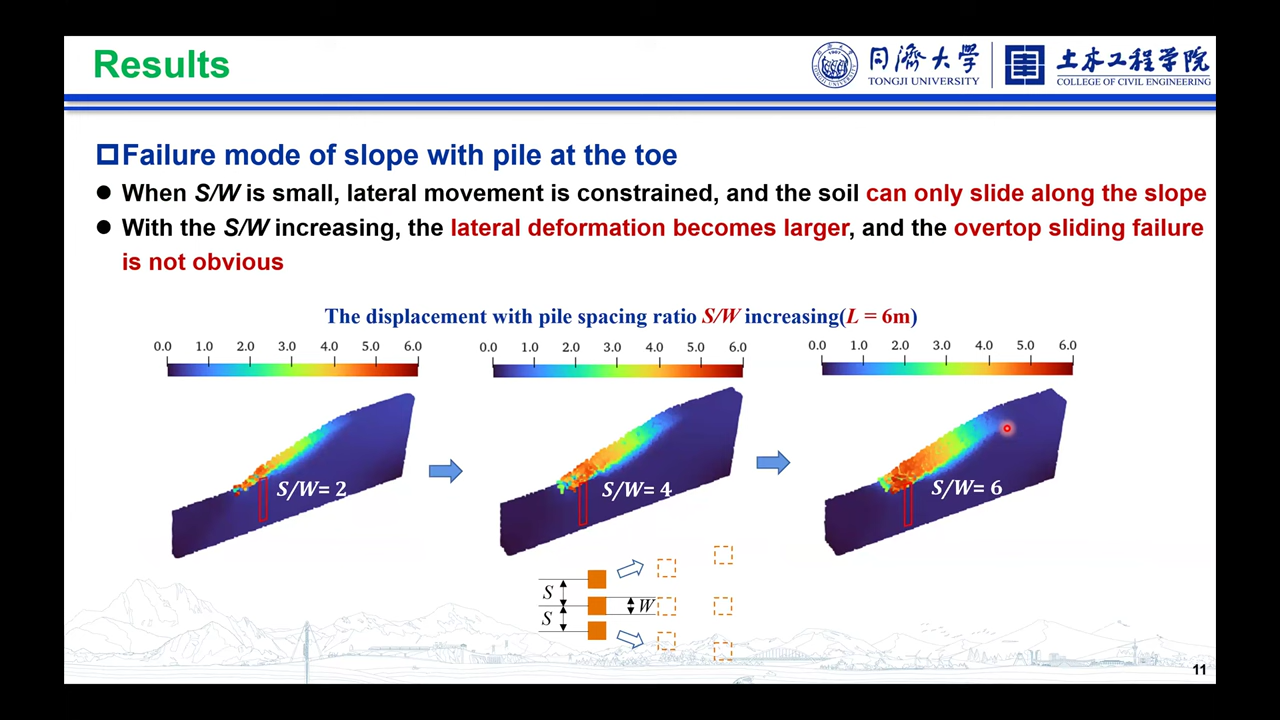 Results
同濟大学
TONGJI UNIVERSITY
土木工程学院
COLLEGE OF CIVIL ENGINEERING
Failure mode of slope with pile at the toe
When S/W is small, lateral movement is constrained, and the soil can only slide along the slope
With the S/W increasing, the lateral deformation becomes larger, and the overtop sliding failure
is not obvious
The displacement with pile spacing ratio S/W increasing(L = 6m)
0.0 1.0 2.0 3.0 4.0 5.0 6.0
0.0 1.0 2.0 3.0 4.0 5.0 6.0
0.0 1.0 2.0 3.0 4.0 5.0 6.0
S/W= 2
S/W= 4
S/W= 6
S
W
S
11